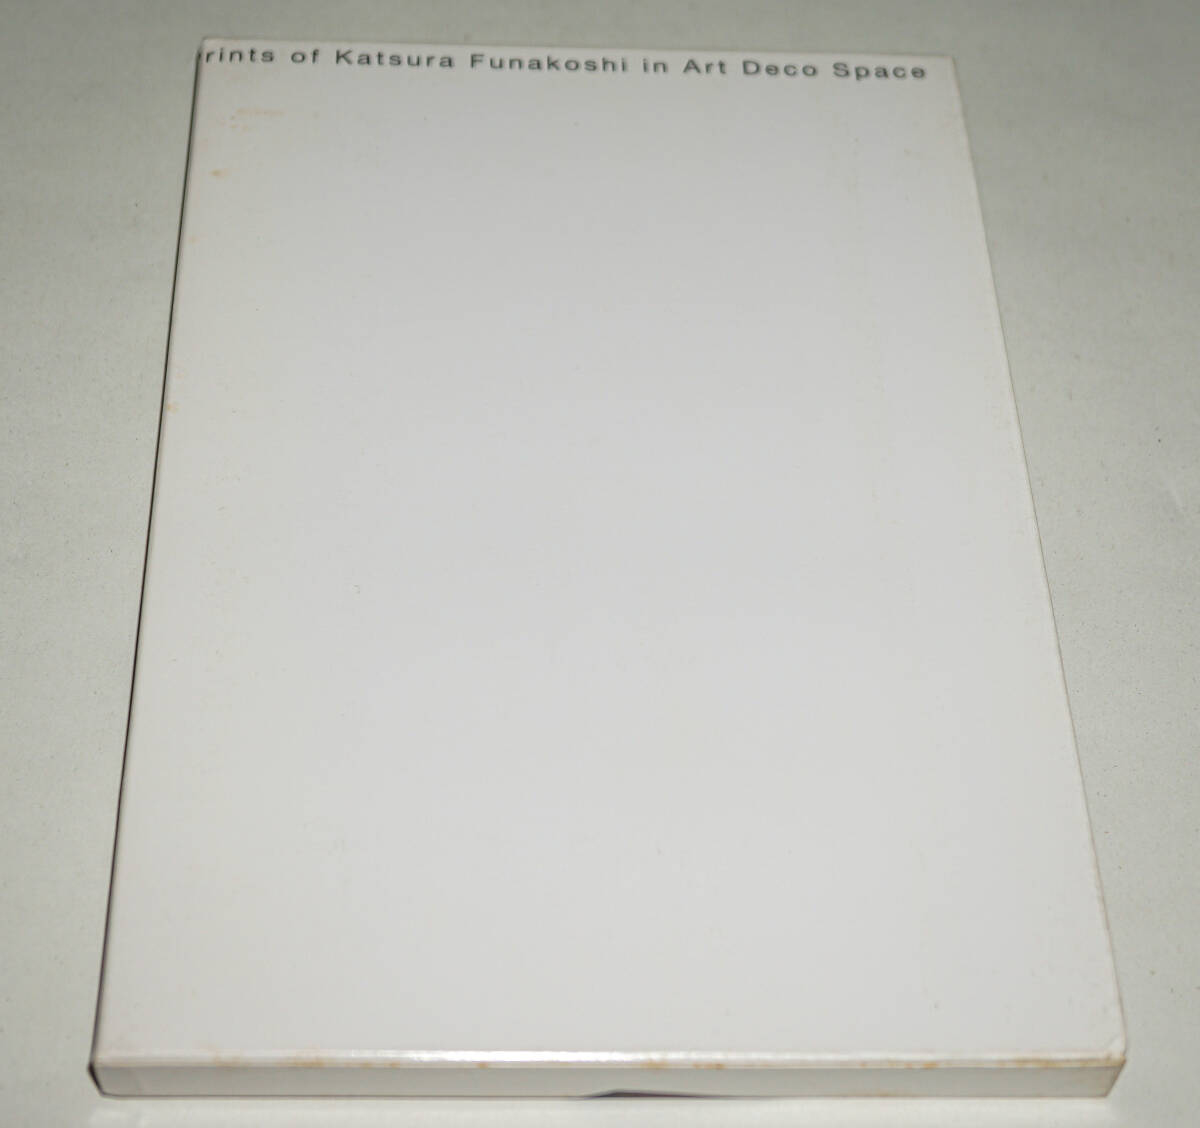 rints of Katsura Funakoshi in Art Deco Space